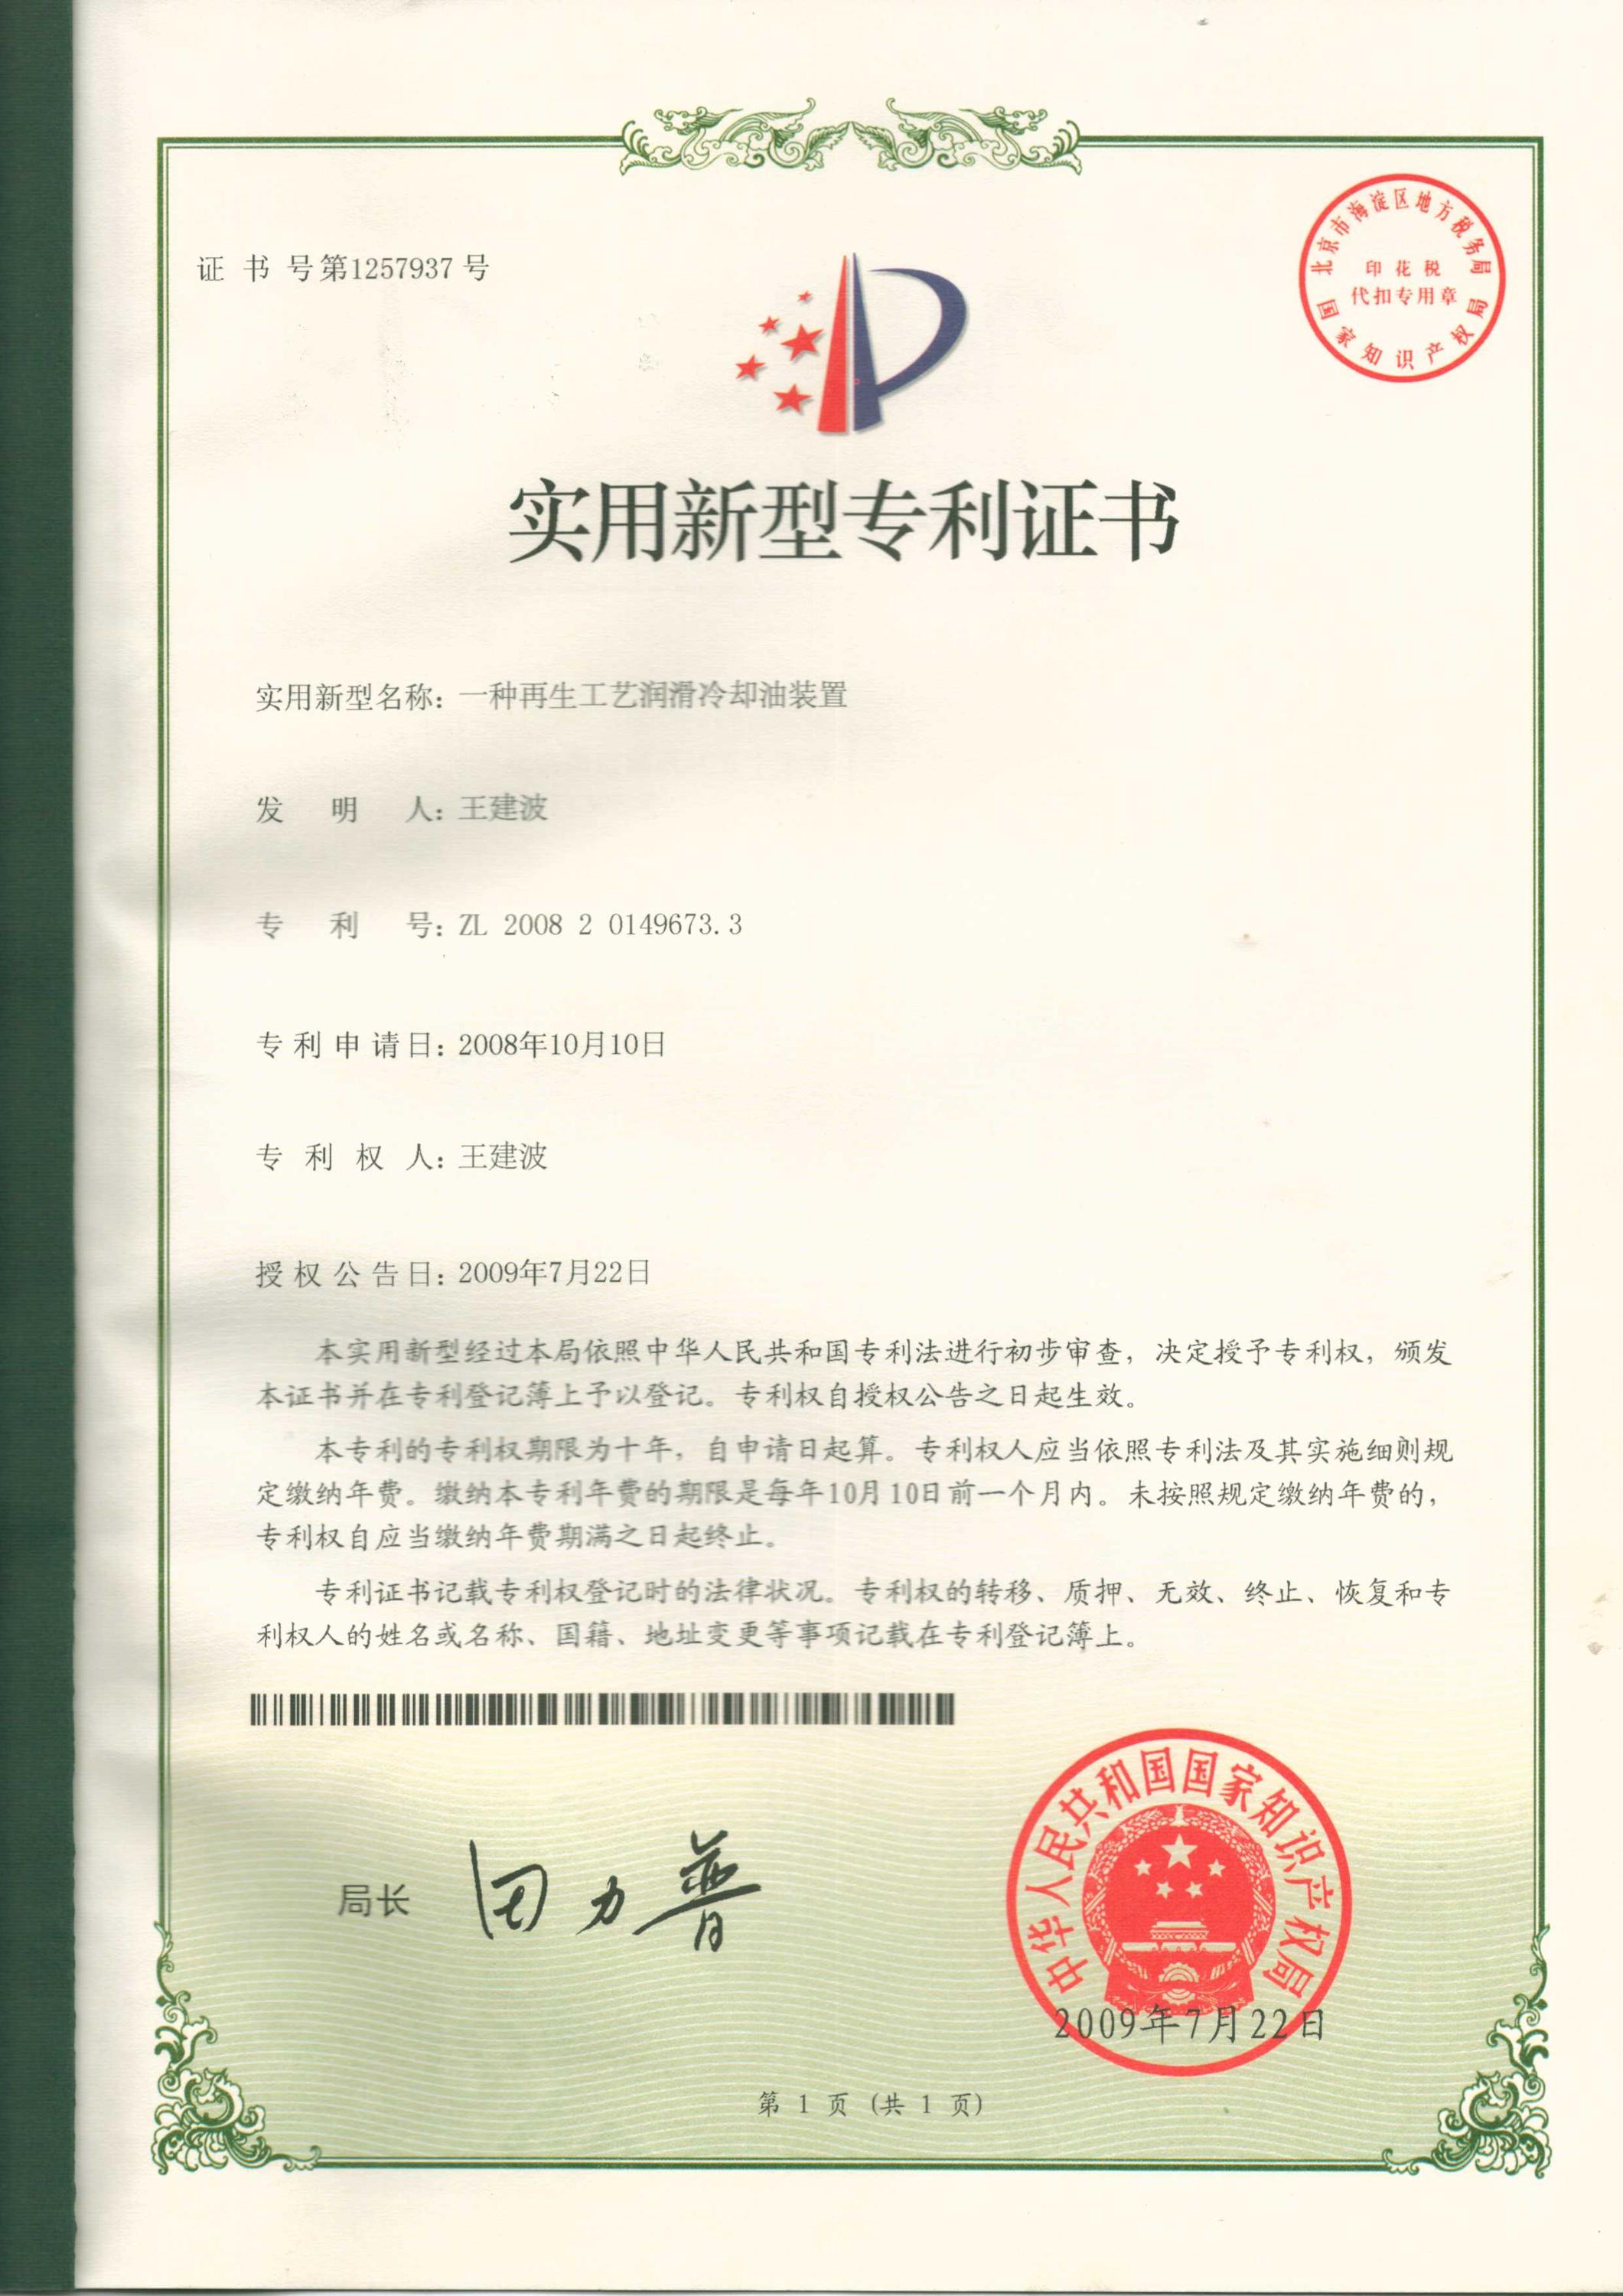 证书号第1257937号
北京市海淀区地方税务局
印花税
代扣专用章
国家知识产权局
实用新型专利证书
实用新型名称：一种再生工艺润滑冷却油装置
发明人：王建波
专利号：ZL 2008 2 0149673.3
专利申请日：2008年10月10日
专利权人：王建波
授权公告日：2009年7月22日
本实用新型经过本局依照中华人民共和国专利法进行初步审查，决定授予专利权，颁发
本证书并在专利登记簿上予以登记。专利权自授权公告之日起生效。
本专利的专利权期限为十年，自申请日起算。专利权人应当依照专利法及其实施细则规
定缴纳年费。缴纳本专利年费的期限是每年10月10日前一个月内。未按照规定缴纳年费的，
专利权自应当缴纳年费期满之日起终止。
专利证书记载专利权登记时的法律状况。专利权的转移、质押、无效、终止、恢复和专
利权人的姓名或名称、国籍、地址变更等事项记载在专利登记簿上。
局长 田力普
中华人民共和国国家知识产权局
2009年7月22日
第 1 页 (共 1 页)